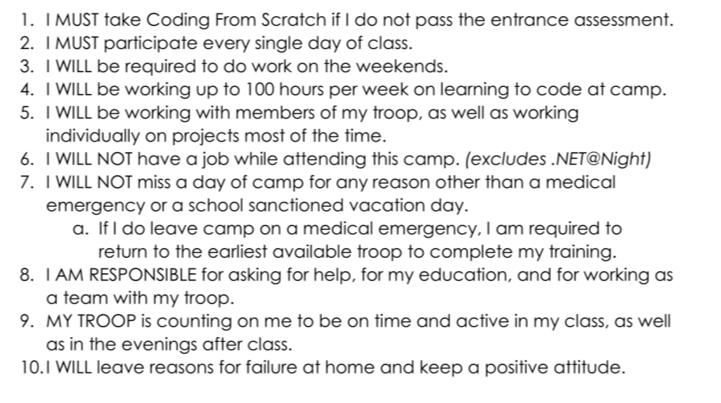 1. I MUST take Coding From Scratch if I do not pass the entrance assessment.
2. I MUST participate every single day of class.
3. I WILL be required to do work on the weekends.
4. I WILL be working up to 100 hours per week on learning to code at camp.
5. I WILL be working with members of my troop, as well as working
individually on projects most of the time.
6. I WILL NOT have a job while attending this camp. (excludes .NET@Night)
7. I WILL NOT miss a day of camp for any reason other than a medical
emergency or a school sanctioned vacation day.
a. If I do leave camp on a medical emergency, I am required to
return to the earliest available troop to complete my training.
8. I AM RESPONSIBLE for asking for help, for my education, and for working as
a team with my troop.
9. MY TROOP is counting on me to be on time and active in my class, as well
as in the evenings after class.
10.I WILL leave reasons for failure at home and keep a positive attitude.